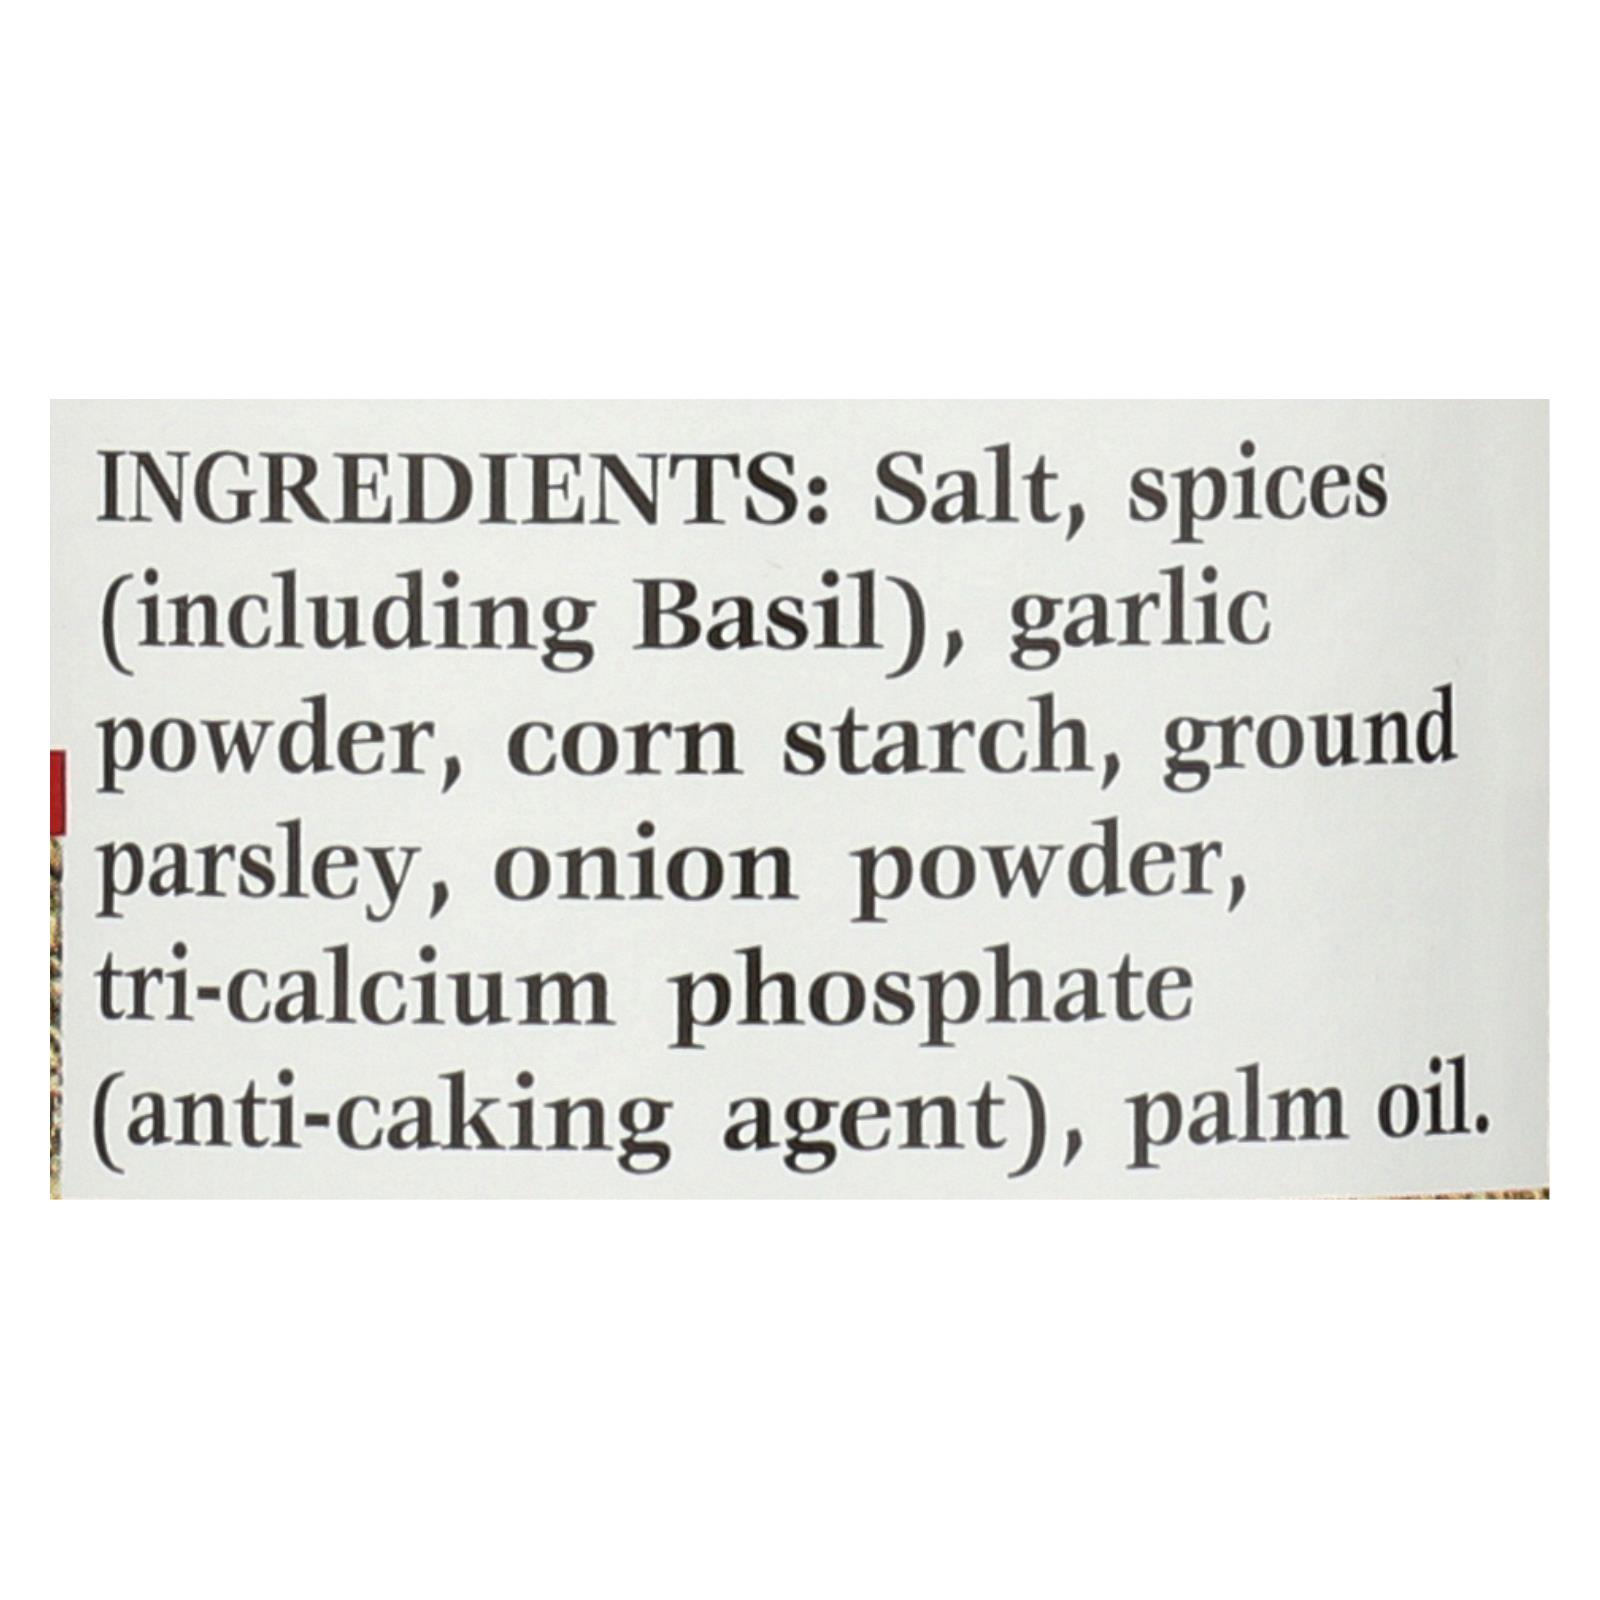 INGREDIENTS: Salt, spices
(including Basil), garlic
powder, corn starch, ground
parsley, onion powder,
tri-calcium phosphate
(anti-caking agent), palm oil.